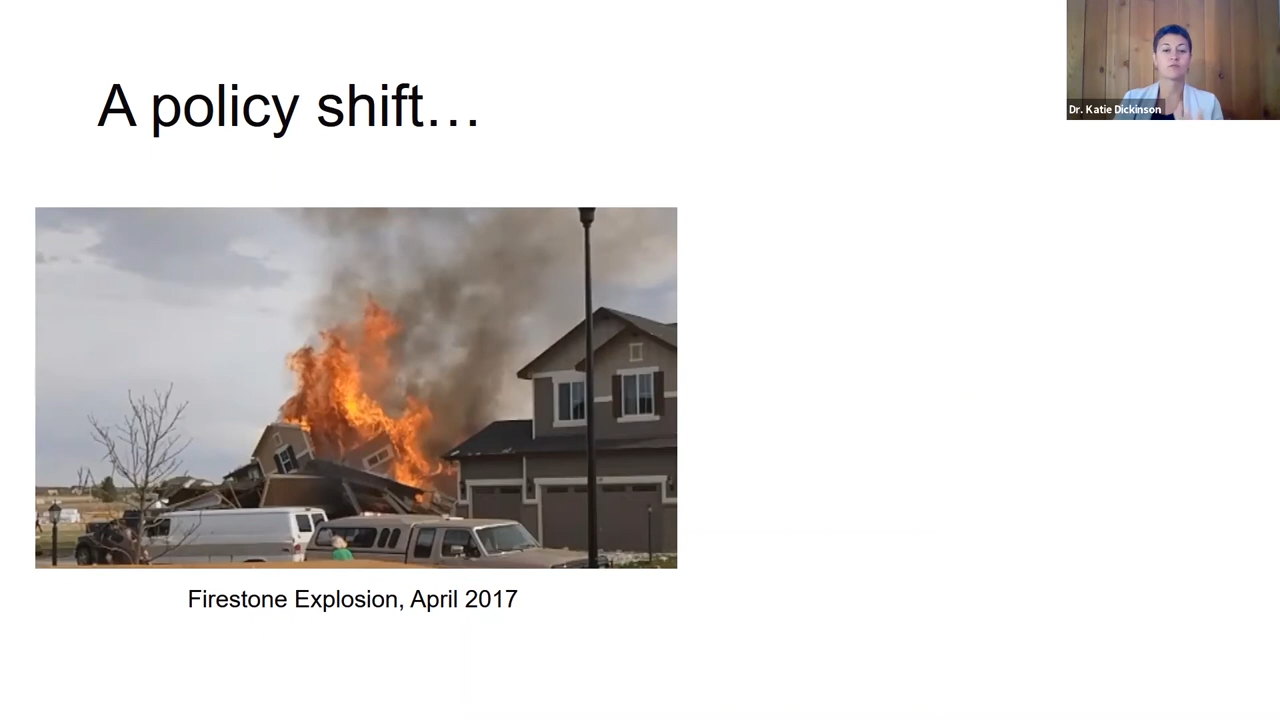 A policy shift…
Dr. Katie Dickinson
Firestone Explosion, April 2017